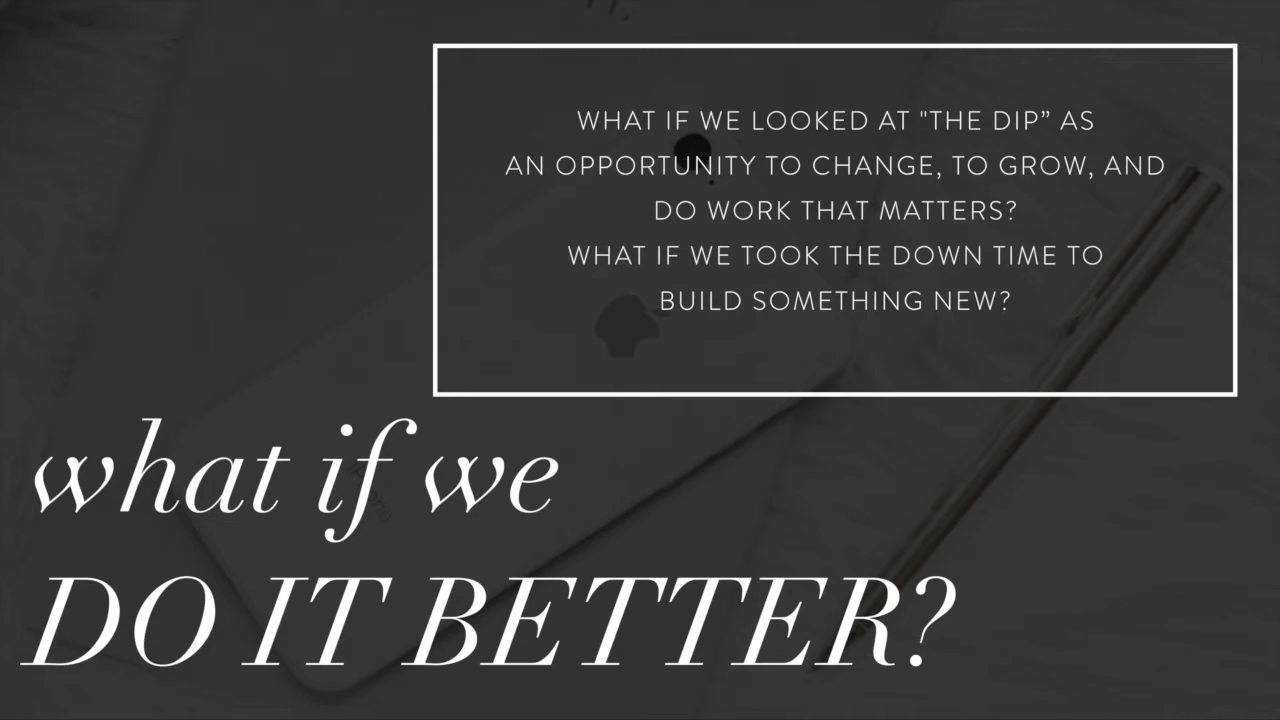 WHAT IF WE LOOKED AT "THE DIP” AS
AN OPPORTUNITY TO CHANGE, TO GROW, AND
DO WORK THAT MATTERS?
WHAT IF WE TOOK THE DOWN TIME TO
BUILD SOMETHING NEW?
what if we
DO IT BETTER?
iPhone